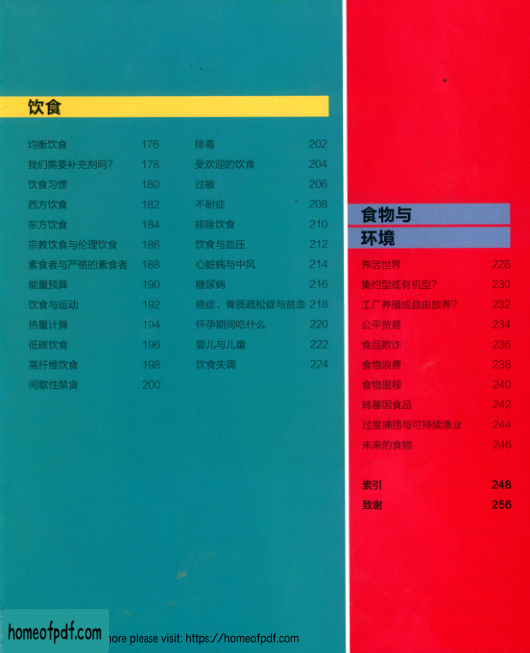 饮食
均衡饮食 176
我们需要补充剂吗？ 178
饮食习惯 180
西方饮食 182
东方饮食 184
宗教饮食与伦理饮食 186
素食者与严格的素食者 188
能量预算 190
饮食与运动 192
热量计算 194
低碳饮食 196
高纤维饮食 198
间歇性禁食 200
排毒 202
受欢迎的饮食 204
过敏 206
不耐症 208
排除饮食 210
饮食与血压 212
心脏病与中风 214
糖尿病 216
癌症、骨质疏松症与贫血 218
怀孕期间吃什么 220
婴儿与儿童 222
饮食失调 224
食物与
环境
养活世界 228
集约型或有机型？ 230
工厂养殖或自由放养？ 232
公平贸易 234
食品欺诈 236
食物浪费 238
食物里程 240
转基因食品 242
过度捕捞与可持续渔业 244
未来的食物 246
索引 248
致谢 256
homeofpdf.com
more please visit: https://homeofpdf.com